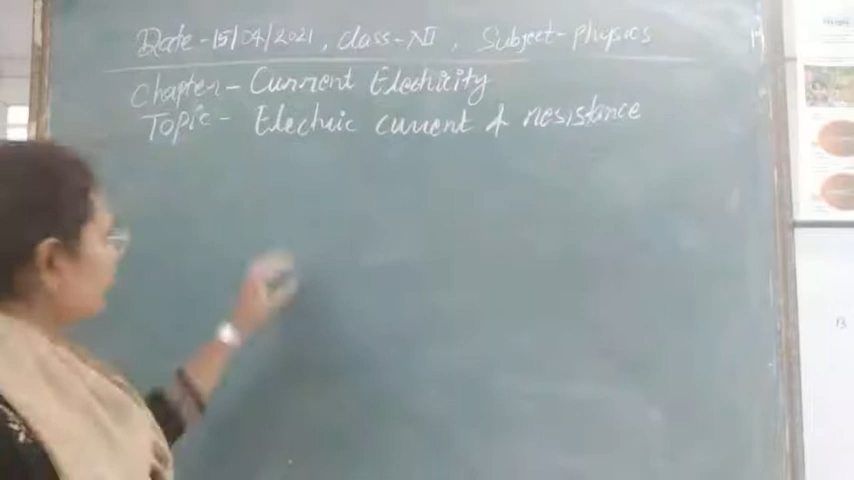 Date - 15/04/2021, class - XII, Subject - Physics
Chapter - Current Electricity
Topic - Electric current & resistance